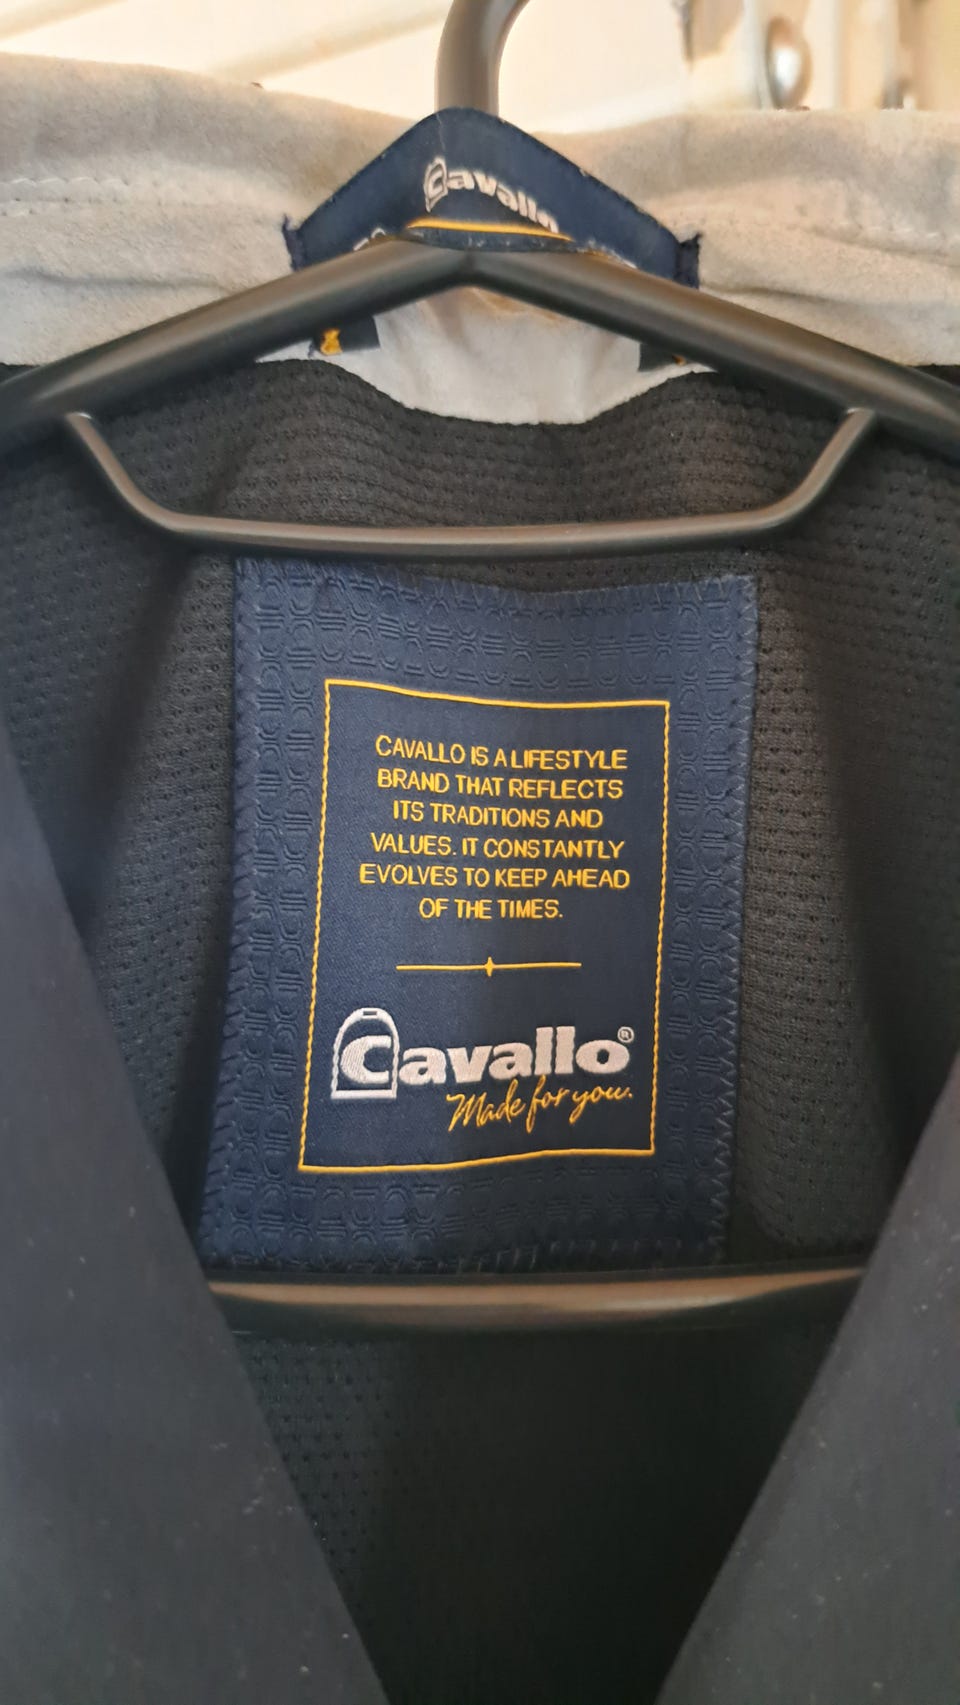 Cavallo
CAVALLO IS A LIFESTYLE
BRAND THAT REFLECTS
ITS TRADITIONS AND
VALUES. IT CONSTANTLY
EVOLVES TO KEEP AHEAD
OF THE TIMES.
Cavallo®
Made for you.